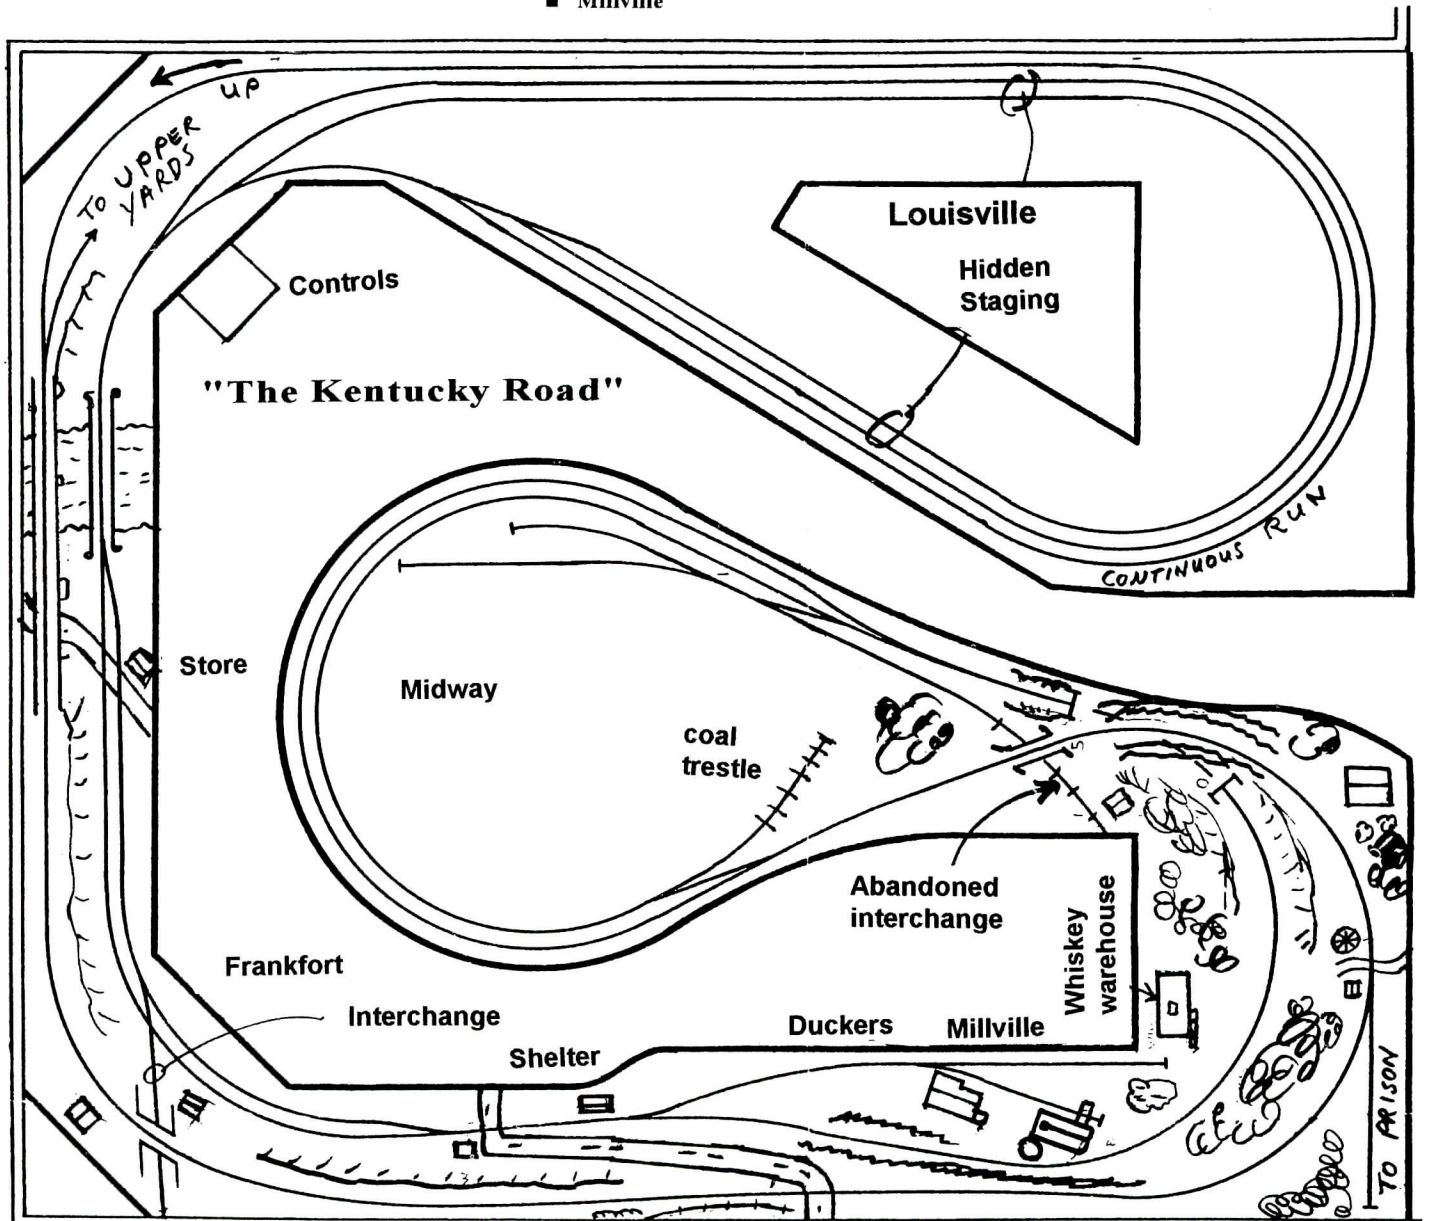 Millville
UP
TO UPPER
YARDS
Louisville
Hidden
Staging
Controls
"The Kentucky Road"
CONTINUOUS RUN
Store
Midway
coal
trestle
Abandoned
interchange
Whiskey
warehouse
Frankfort
Interchange
Shelter
Duckers
Millville
TO PRISON